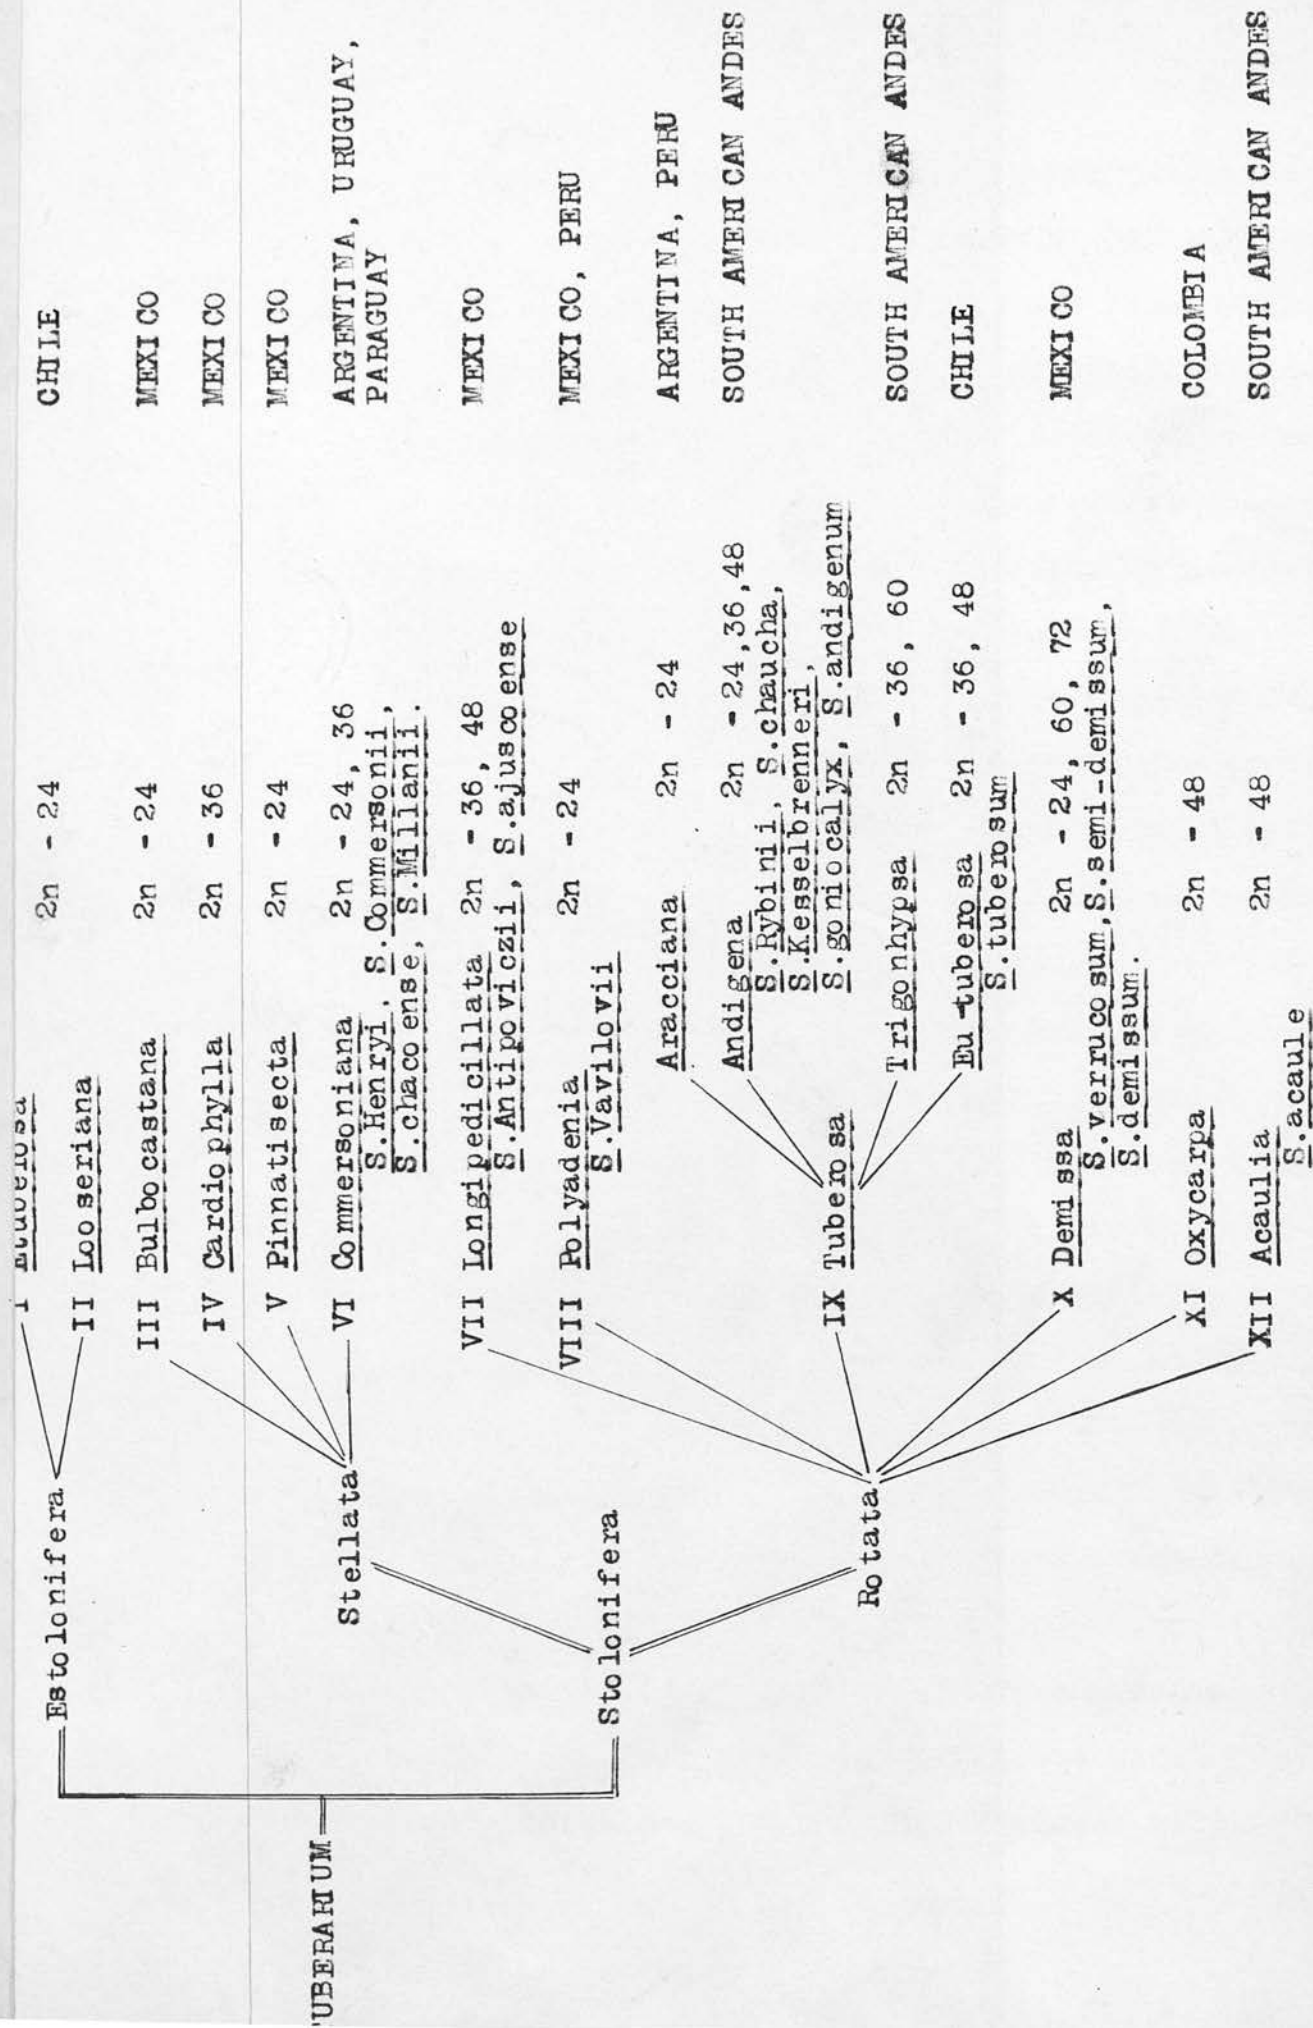 TUBERARIUM
Estolonifera
Stolonifera
Stellata
Rotata
I Etuberosa 2n - 24 CHILE
II Looseriana
III Bulbocastana 2n - 24 MEXICO
IV Cardiophylla 2n - 36 MEXICO
V Pinnatisecta 2n - 24 MEXICO
VI Commersoniana 2n - 24, 36 ARGENTINA, URUGUAY,
PARAGUAY
S.Henryi, S.Commersonii,
S.chacoense, S.Millanii.
VII Longipedicillata 2n - 36, 48 MEXICO
S.Antipoviczii, S.ajuscoense
VIII Polyadenia 2n - 24 MEXICO, PERU
S.Vavilovii
IX Tuberosa
Aracciana 2n - 24 ARGENTINA, PERU
Andigena 2n - 24,36,48 SOUTH AMERICAN ANDES
S.Rybinii, S.chaucha,
S.Kesselbrenneri,
S.goniocalyx, S.andigenum
Trigonhypsa 2n - 36, 60 SOUTH AMERICAN ANDES
Eu-tuberosa 2n - 36, 48 CHILE
S.tuberosum
X Demissa 2n - 24, 60, 72 MEXICO
S.verrucosum,S.semi-demissum,
S.demissum.
XI Oxycarpa 2n - 48 COLOMBIA
XII Acaulia 2n - 48 SOUTH AMERICAN ANDES
S.acaule